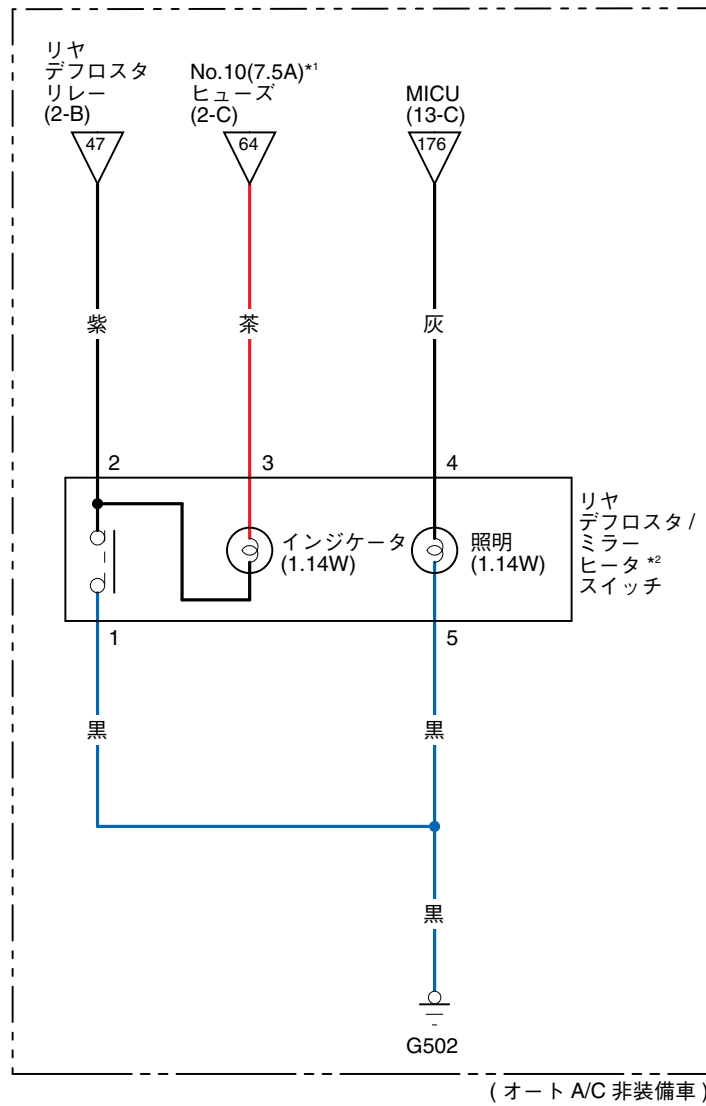 リヤ
デフロスタ
リレー
(2-B)
No.10(7.5A)*1
ヒューズ
(2-C)
MICU
(13-C)
47
64
176
紫
茶
灰
2
3
4
インジケータ
(1.14W)
照明
(1.14W)
リヤ
デフロスタ /
ミラー
ヒータ *2
スイッチ
1
5
黒
黒
黒
G502
( オート A/C 非装備車 )